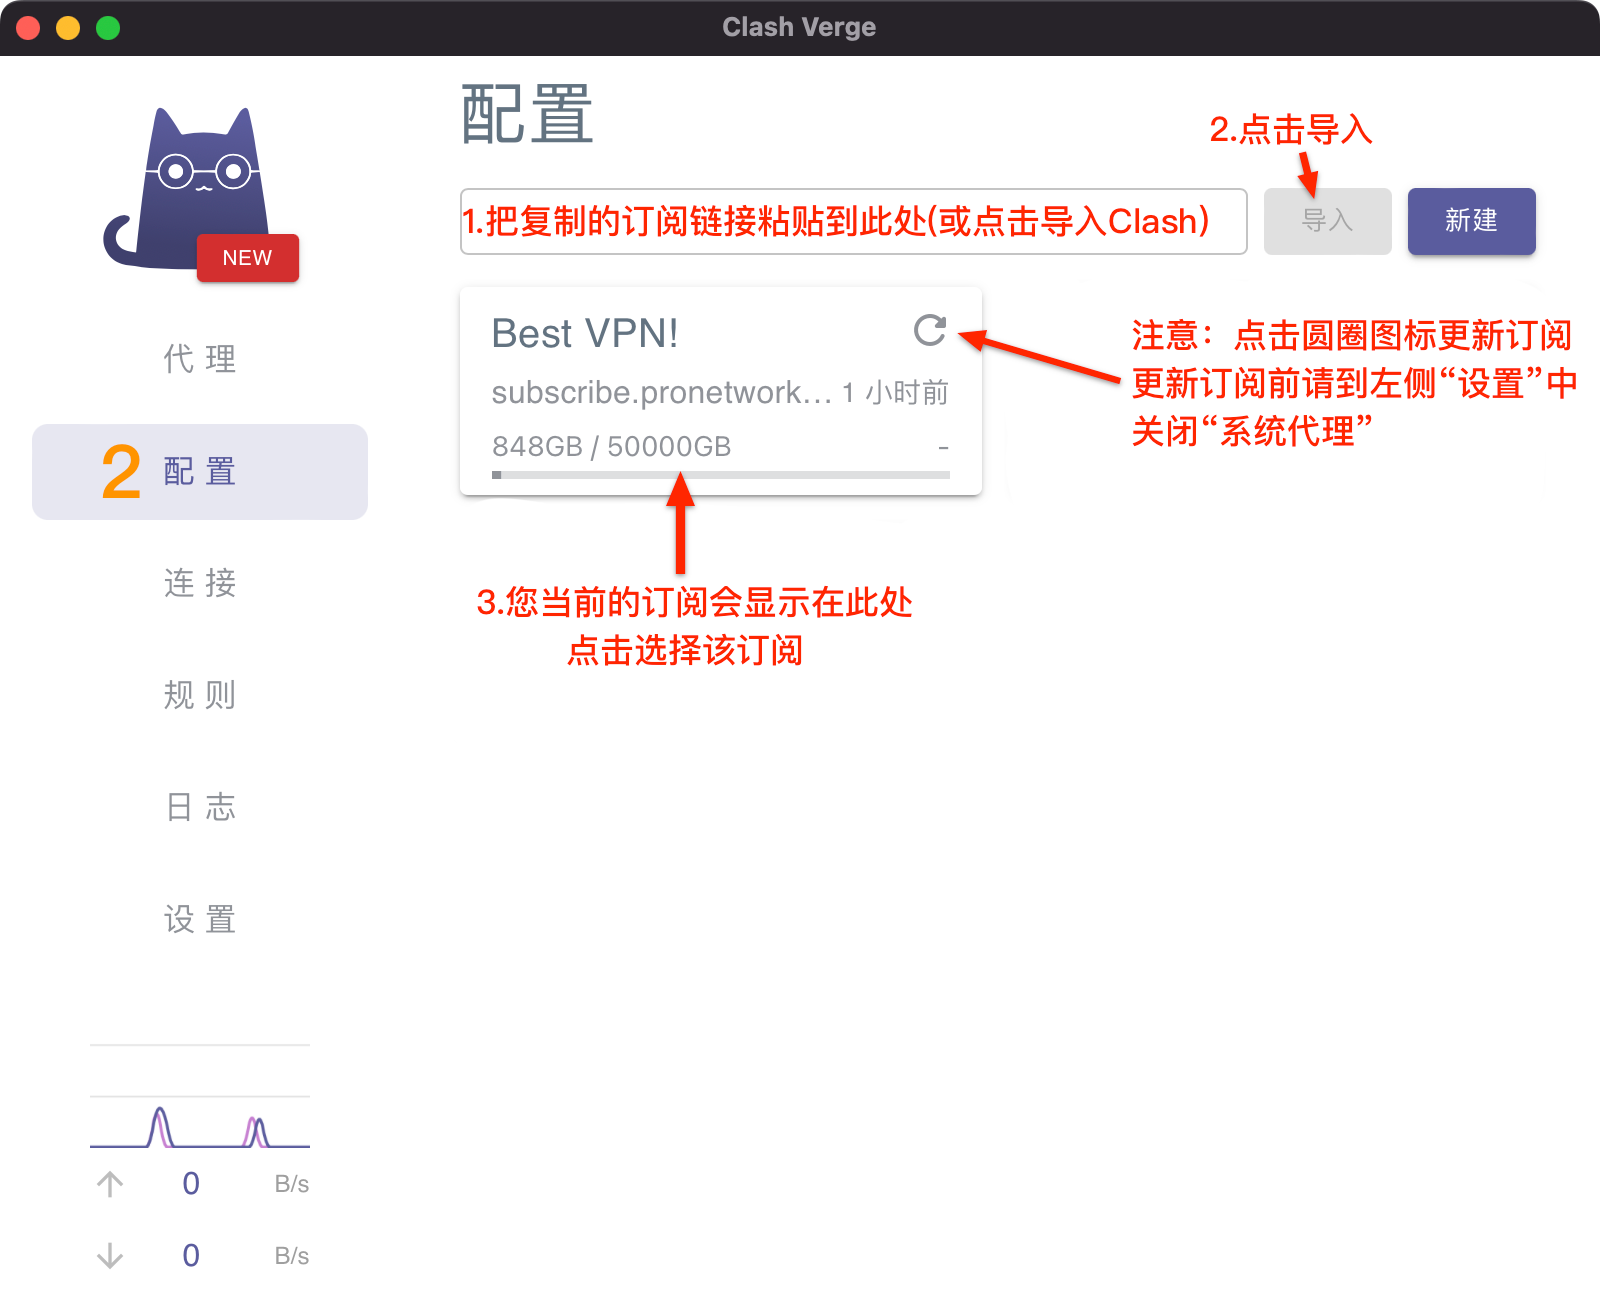 Clash Verge
NEW
代 理
2 配 置
连 接
规 则
日 志
设 置
0 B/s
0 B/s
配置
2.点击导入
1.把复制的订阅链接粘贴到此处(或点击导入Clash)
导入
新建
Best VPN!
subscribe.pronetwork... 1 小时前
848GB / 50000GB -
注意：点击圆圈图标更新订阅
更新订阅前请到左侧“设置”中
关闭“系统代理”
3.您当前的订阅会显示在此处
点击选择该订阅